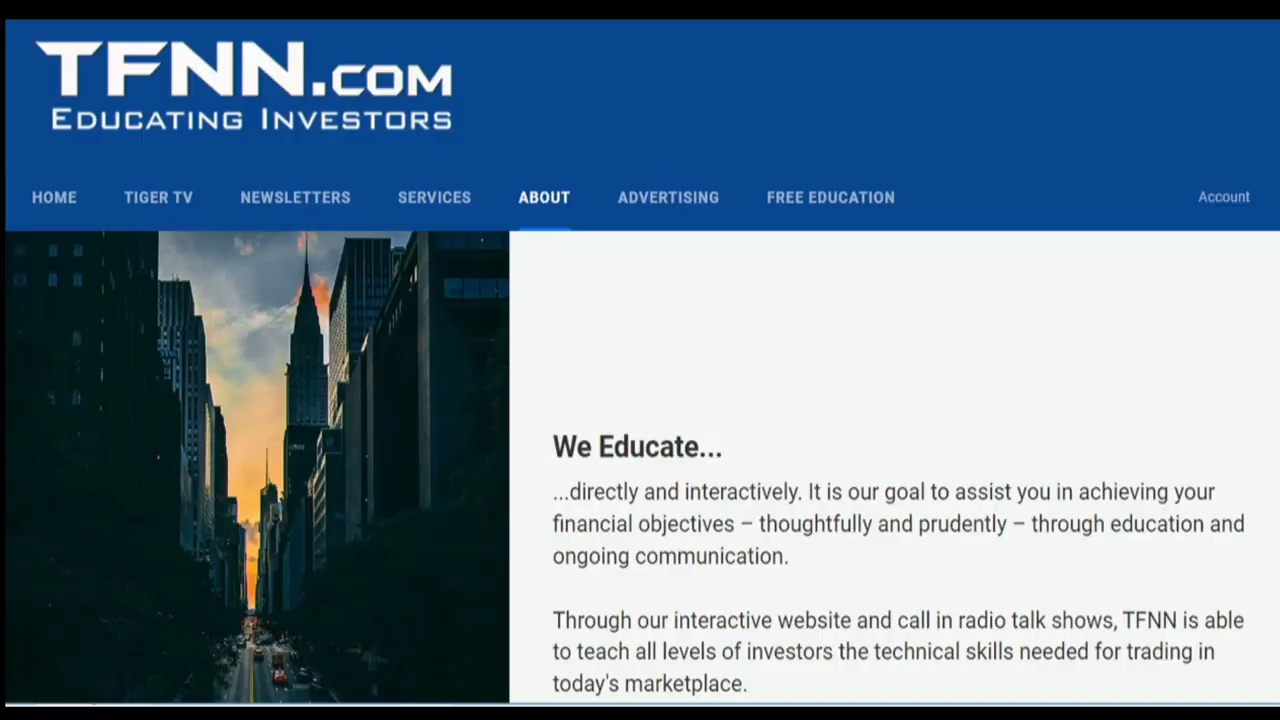 TFNN.COM
EDUCATING INVESTORS
HOME TIGER TV NEWSLETTERS SERVICES ABOUT ADVERTISING FREE EDUCATION Account
We Educate...
...directly and interactively. It is our goal to assist you in achieving your
financial objectives – thoughtfully and prudently – through education and
ongoing communication.
Through our interactive website and call in radio talk shows, TFNN is able
to teach all levels of investors the technical skills needed for trading in
today's marketplace.